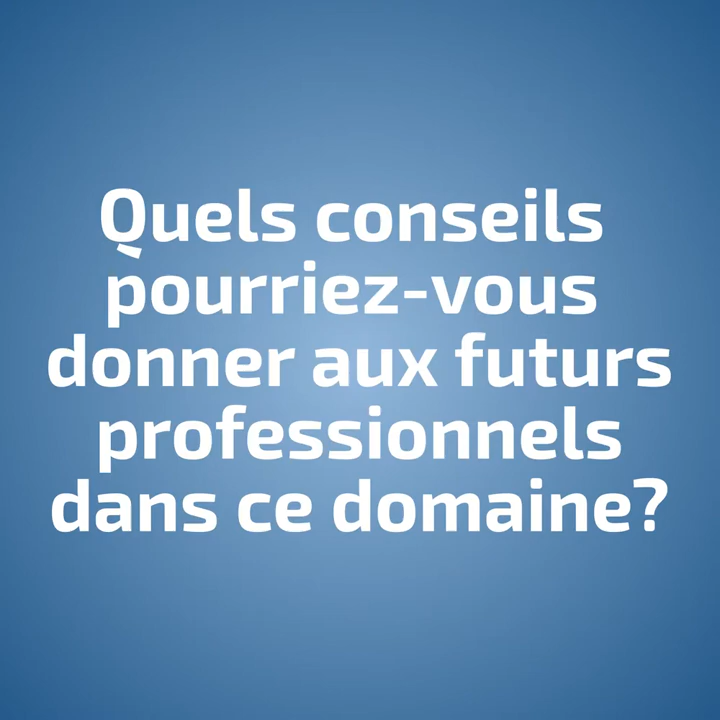 Quels conseils
pourriez-vous
donner aux futurs
professionnels
dans ce domaine?